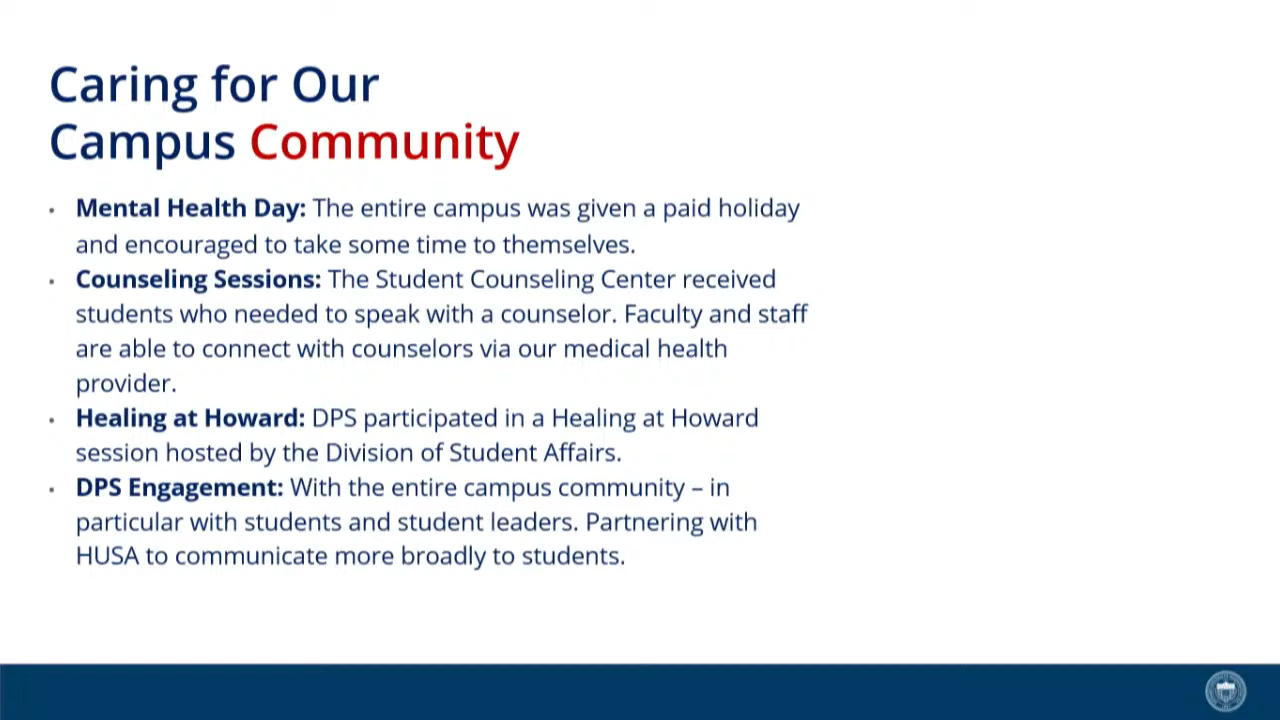 Caring for Our
Campus Community
• Mental Health Day: The entire campus was given a paid holiday
and encouraged to take some time to themselves.
• Counseling Sessions: The Student Counseling Center received
students who needed to speak with a counselor. Faculty and staff
are able to connect with counselors via our medical health
provider.
• Healing at Howard: DPS participated in a Healing at Howard
session hosted by the Division of Student Affairs.
• DPS Engagement: With the entire campus community – in
particular with students and student leaders. Partnering with
HUSA to communicate more broadly to students.